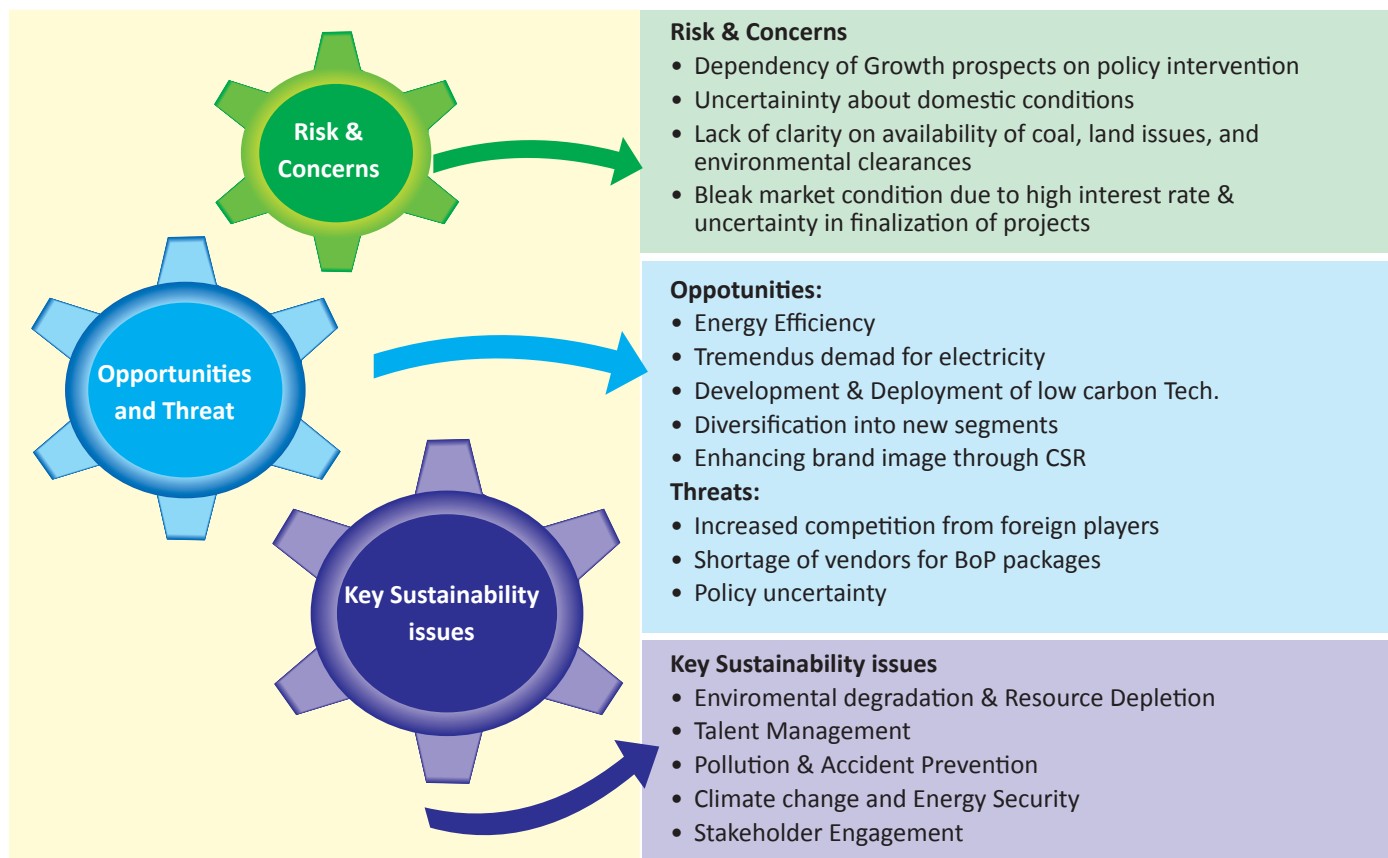 Risk &
Concerns
Opportunities
and Threat
Key Sustainability
issues
Risk & Concerns
• Dependency of Growth prospects on policy intervention
• Uncertaininty about domestic conditions
• Lack of clarity on availability of coal, land issues, and
environmental clearances
• Bleak market condition due to high interest rate &
uncertainty in finalization of projects
Oppotunities:
• Energy Efficiency
• Tremendus demad for electricity
• Development & Deployment of low carbon Tech.
• Diversification into new segments
• Enhancing brand image through CSR
Threats:
• Increased competition from foreign players
• Shortage of vendors for BoP packages
• Policy uncertainty
Key Sustainability issues
• Enviromental degradation & Resource Depletion
• Talent Management
• Pollution & Accident Prevention
• Climate change and Energy Security
• Stakeholder Engagement